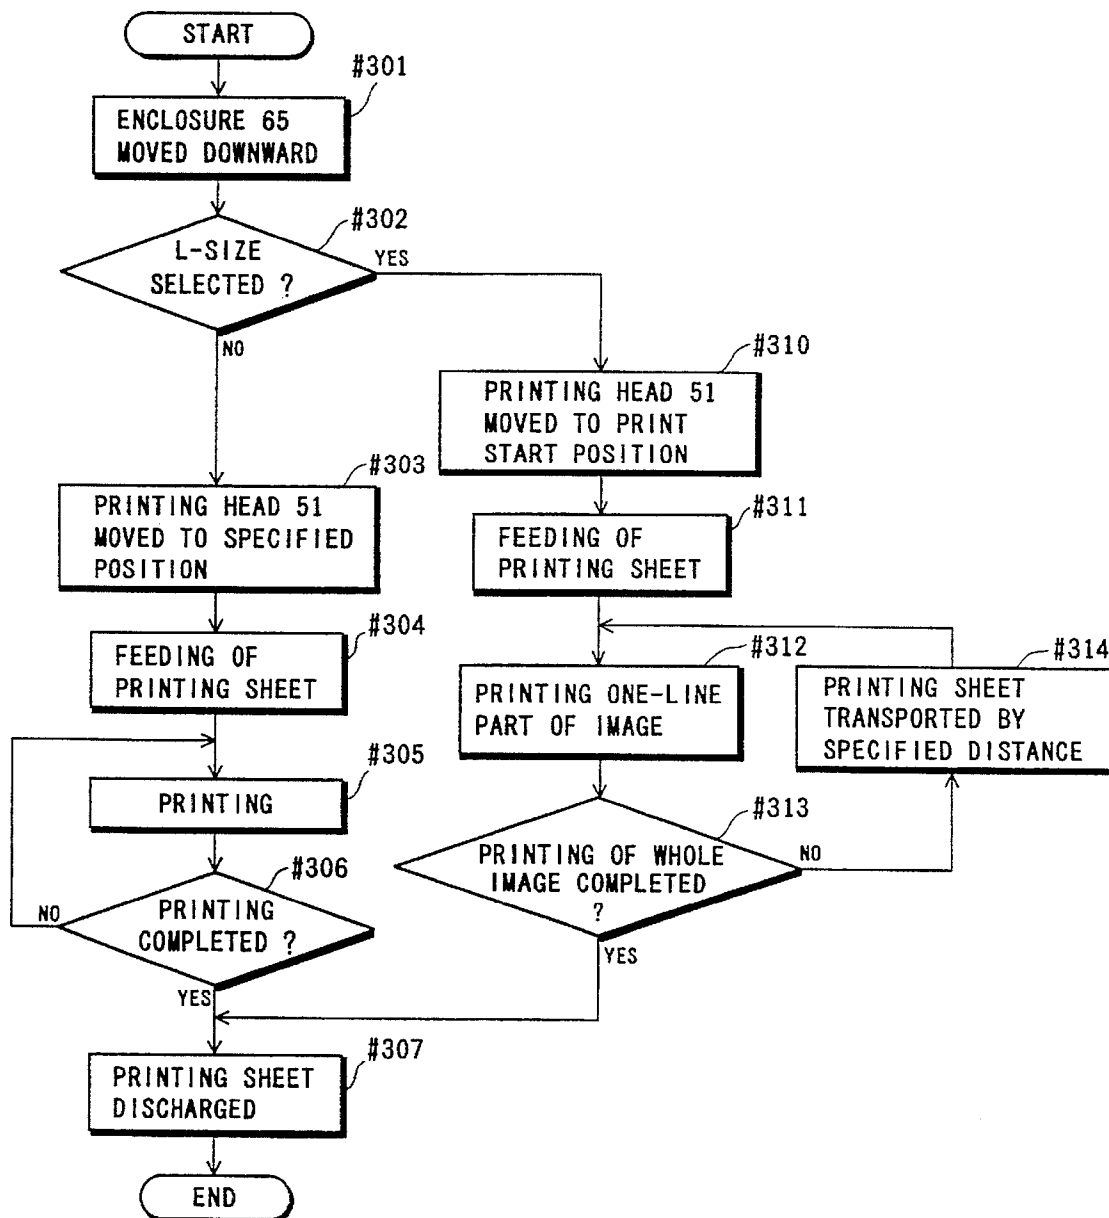 START
#301
ENCLOSURE 65
MOVED DOWNWARD
#302
L-SIZE
SELECTED ?
YES
NO
#310
PRINTING HEAD 51
MOVED TO PRINT
START POSITION
#303
PRINTING HEAD 51
MOVED TO SPECIFIED
POSITION
#311
FEEDING OF
PRINTING SHEET
#304
FEEDING OF
PRINTING SHEET
#312
PRINTING ONE-LINE
PART OF IMAGE
#314
PRINTING SHEET
TRANSPORTED BY
SPECIFIED DISTANCE
#305
PRINTING
#313
PRINTING OF WHOLE
IMAGE COMPLETED
?
NO
YES
#306
PRINTING
COMPLETED ?
NO
YES
#307
PRINTING SHEET
DISCHARGED
END